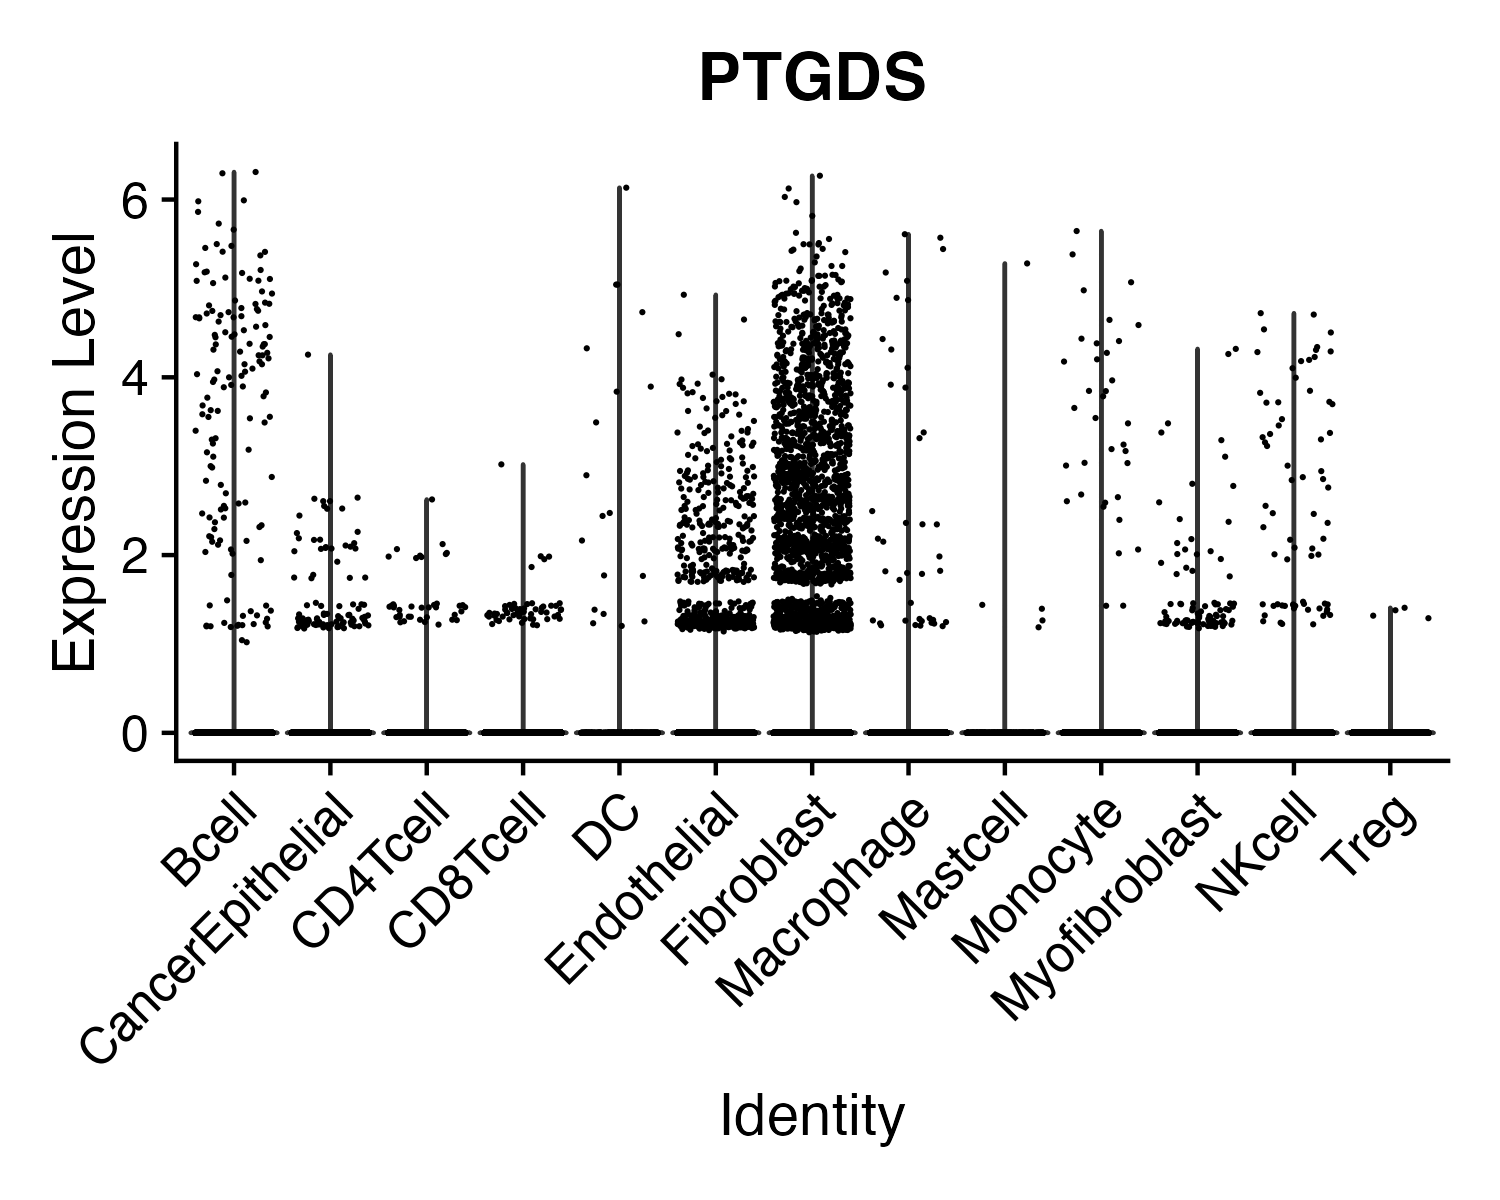 PTGDS
Expression Level
6
4
2
0
Bcell
CancerEpithelial
CD4Tcell
CD8Tcell
DC
Endothelial
Fibroblast
Macrophage
Mastcell
Monocyte
Myofibroblast
NKcell
Treg
Identity